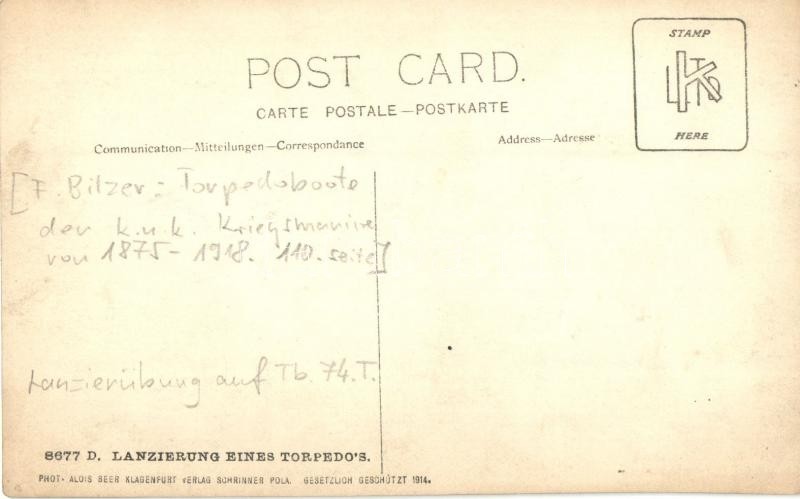 POST CARD.
CARTE POSTALE—POSTKARTE
Communication—Mitteilungen—Correspondance
Address—Adresse
STAMP
LTD
K
HERE
[F. Bilzer: Torpedoboote
der k.u.k. Kriegsmarine
von 1875-1918. 110. seite]
Lanzierübung auf Tb. 74.T.
8677 D. LANZIERUNG EINES TORPEDO'S.
PHOT· ALOIS BEER KLAGENFURT VERLAG SCHRINNER POLA. GESETZLICH GESCHÜTZT 1914.